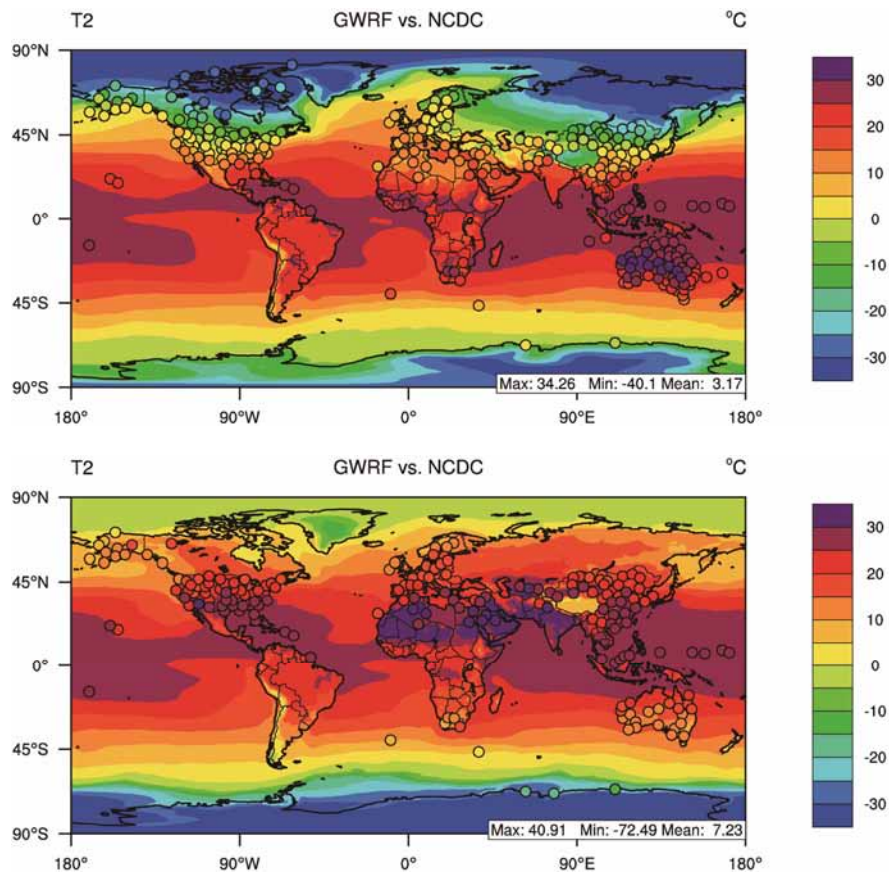 T2 GWRF vs. NCDC °C
90°N
45°N
0°
45°S
90°S
180° 90°W 0° 90°E 180°
Max: 34.26 Min: -40.1 Mean: 3.17
30
20
10
0
-10
-20
-30
T2 GWRF vs. NCDC °C
90°N
45°N
0°
45°S
90°S
180° 90°W 0° 90°E 180°
Max: 40.91 Min: -72.49 Mean: 7.23
30
20
10
0
-10
-20
-30